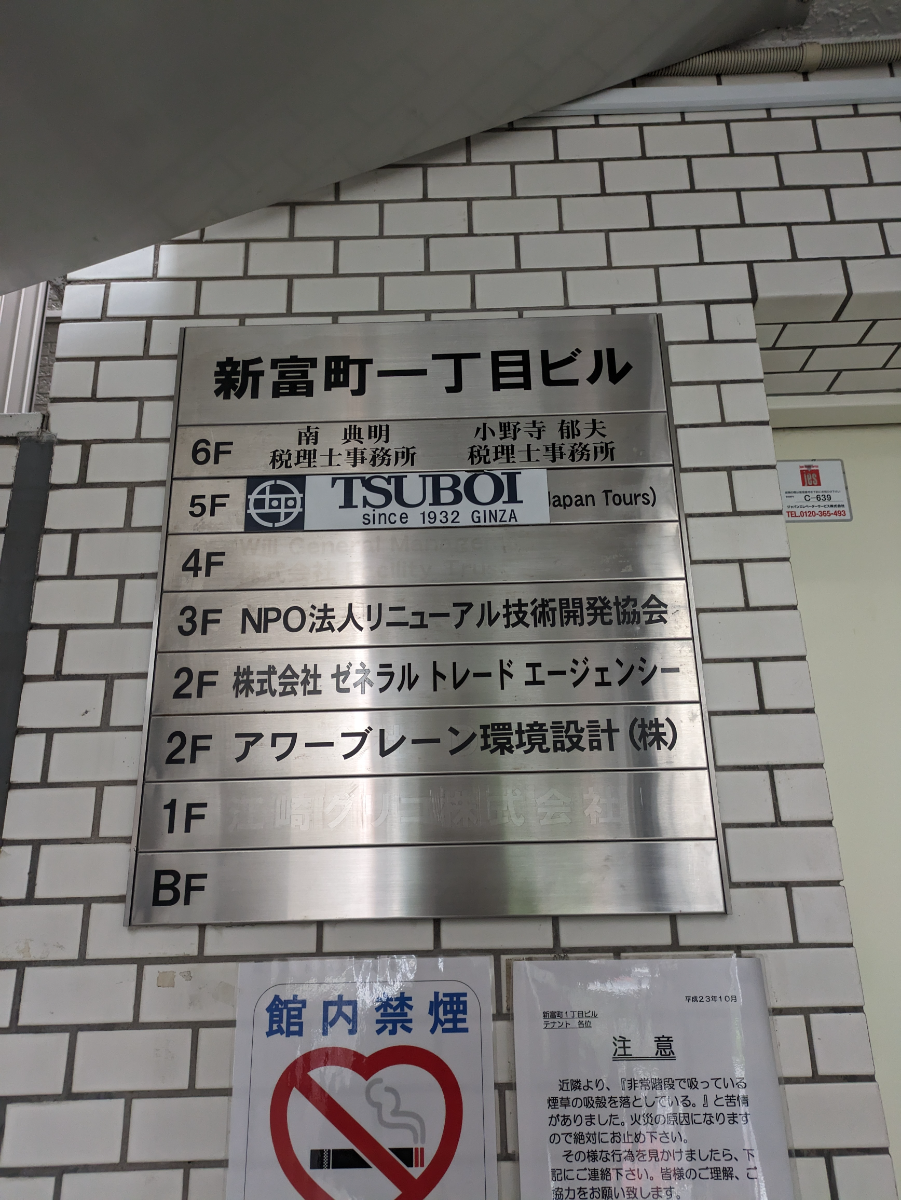 新富町一丁目ビル
6F 南 典明 小野寺 郁夫
税理士事務所 税理士事務所
5F TSUBOI Japan Tours)
since 1932 GINZA
4F
3F NPO法人リニューアル技術開発協会
2F 株式会社 ゼネラル トレード エージェンシー
2F アワーブレーン環境設計(株)
1F 江崎グリコ株式会社
BF
C-639
TEL.0120-365-493
館内禁煙
平成23年10月
新富町1丁目ビル
テナント 各位
注 意
近隣より、『非常階段で吸っている
煙草の吸殻を落としている。』と苦情
がありました。火災の原因になります
ので絶対にお止め下さい。
その様な行為を見かけましたら、下
記にご連絡下さい。皆様のご理解、ご
協力をお願い致します。